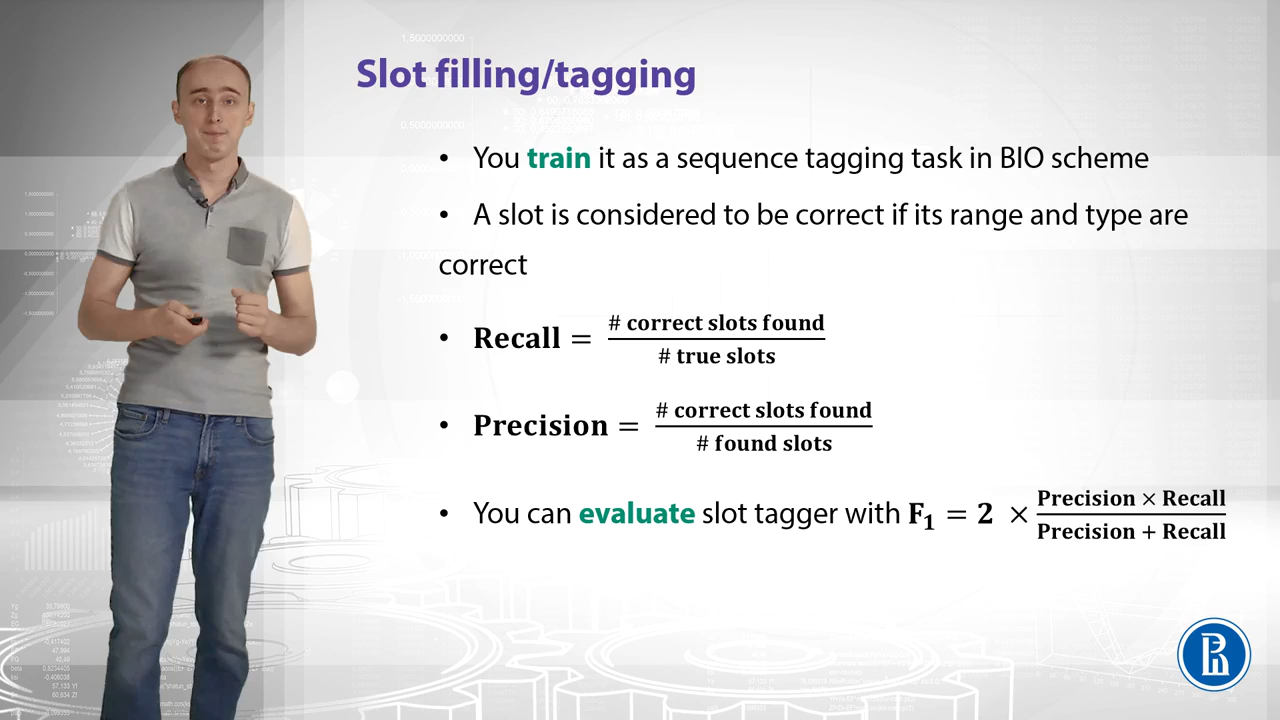 Slot filling/tagging
• You train it as a sequence tagging task in BIO scheme
• A slot is considered to be correct if its range and type are
correct
• Recall = # correct slots found / # true slots
• Precision = # correct slots found / # found slots
• You can evaluate slot tagger with F₁ = 2 × Precision × Recall / Precision + Recall